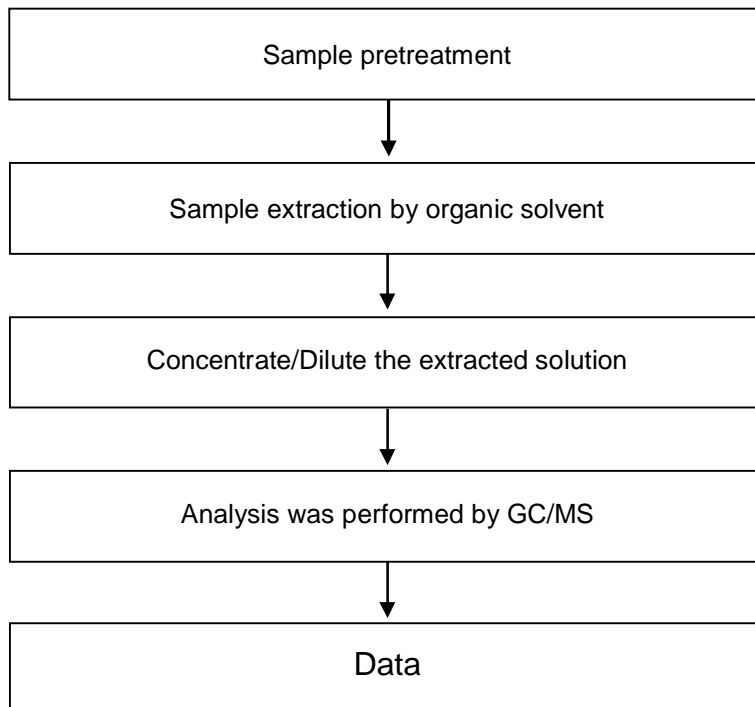 Sample pretreatment
Sample extraction by organic solvent
Concentrate/Dilute the extracted solution
Analysis was performed by GC/MS
Data